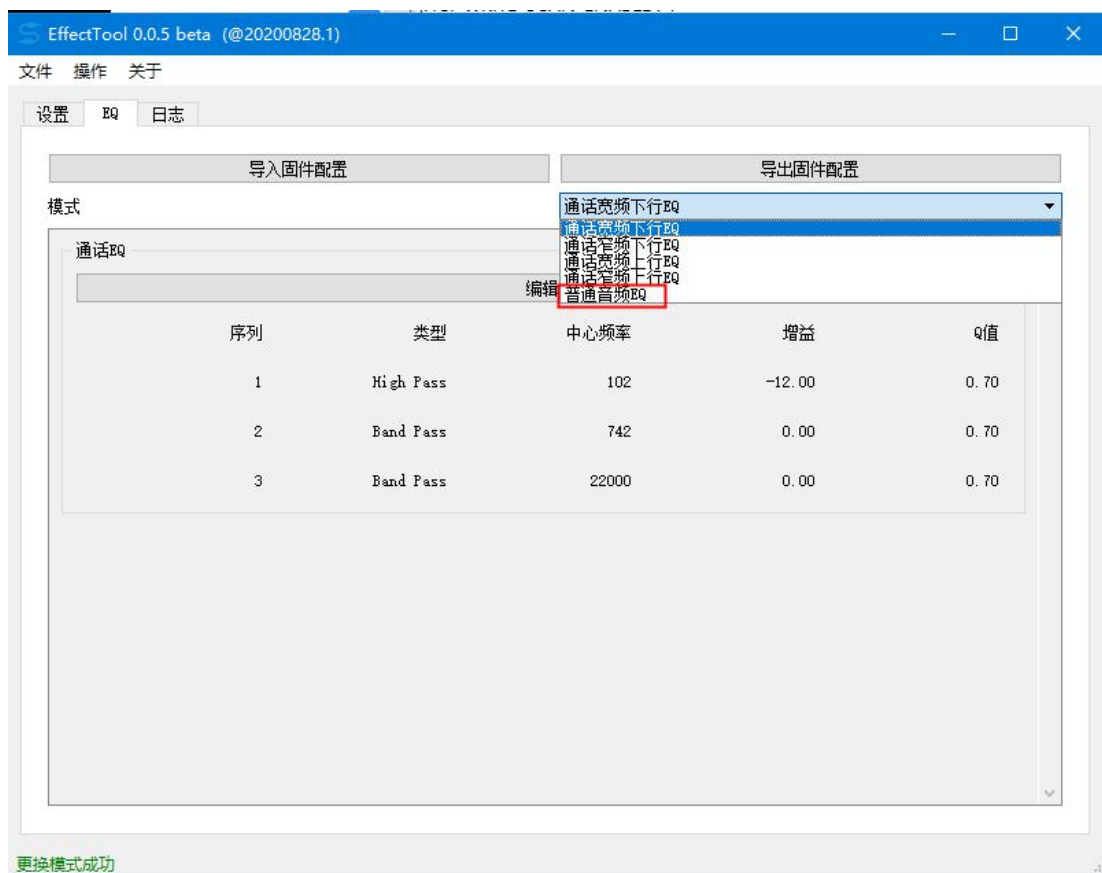 EffectTool 0.0.5 beta (@20200828.1)
文件 操作 关于
设置 EQ 日志
导入固件配置 导出固件配置
模式 通话宽频下行EQ
通话宽频下行EQ
通话EQ 通话窄频下行EQ
通话宽频上行EQ
通话窄频上行EQ
编辑 普通音频EQ
序列 类型 中心频率 增益 Q值
1 High Pass 102 -12.00 0.70
2 Band Pass 742 0.00 0.70
3 Band Pass 22000 0.00 0.70
更换模式成功